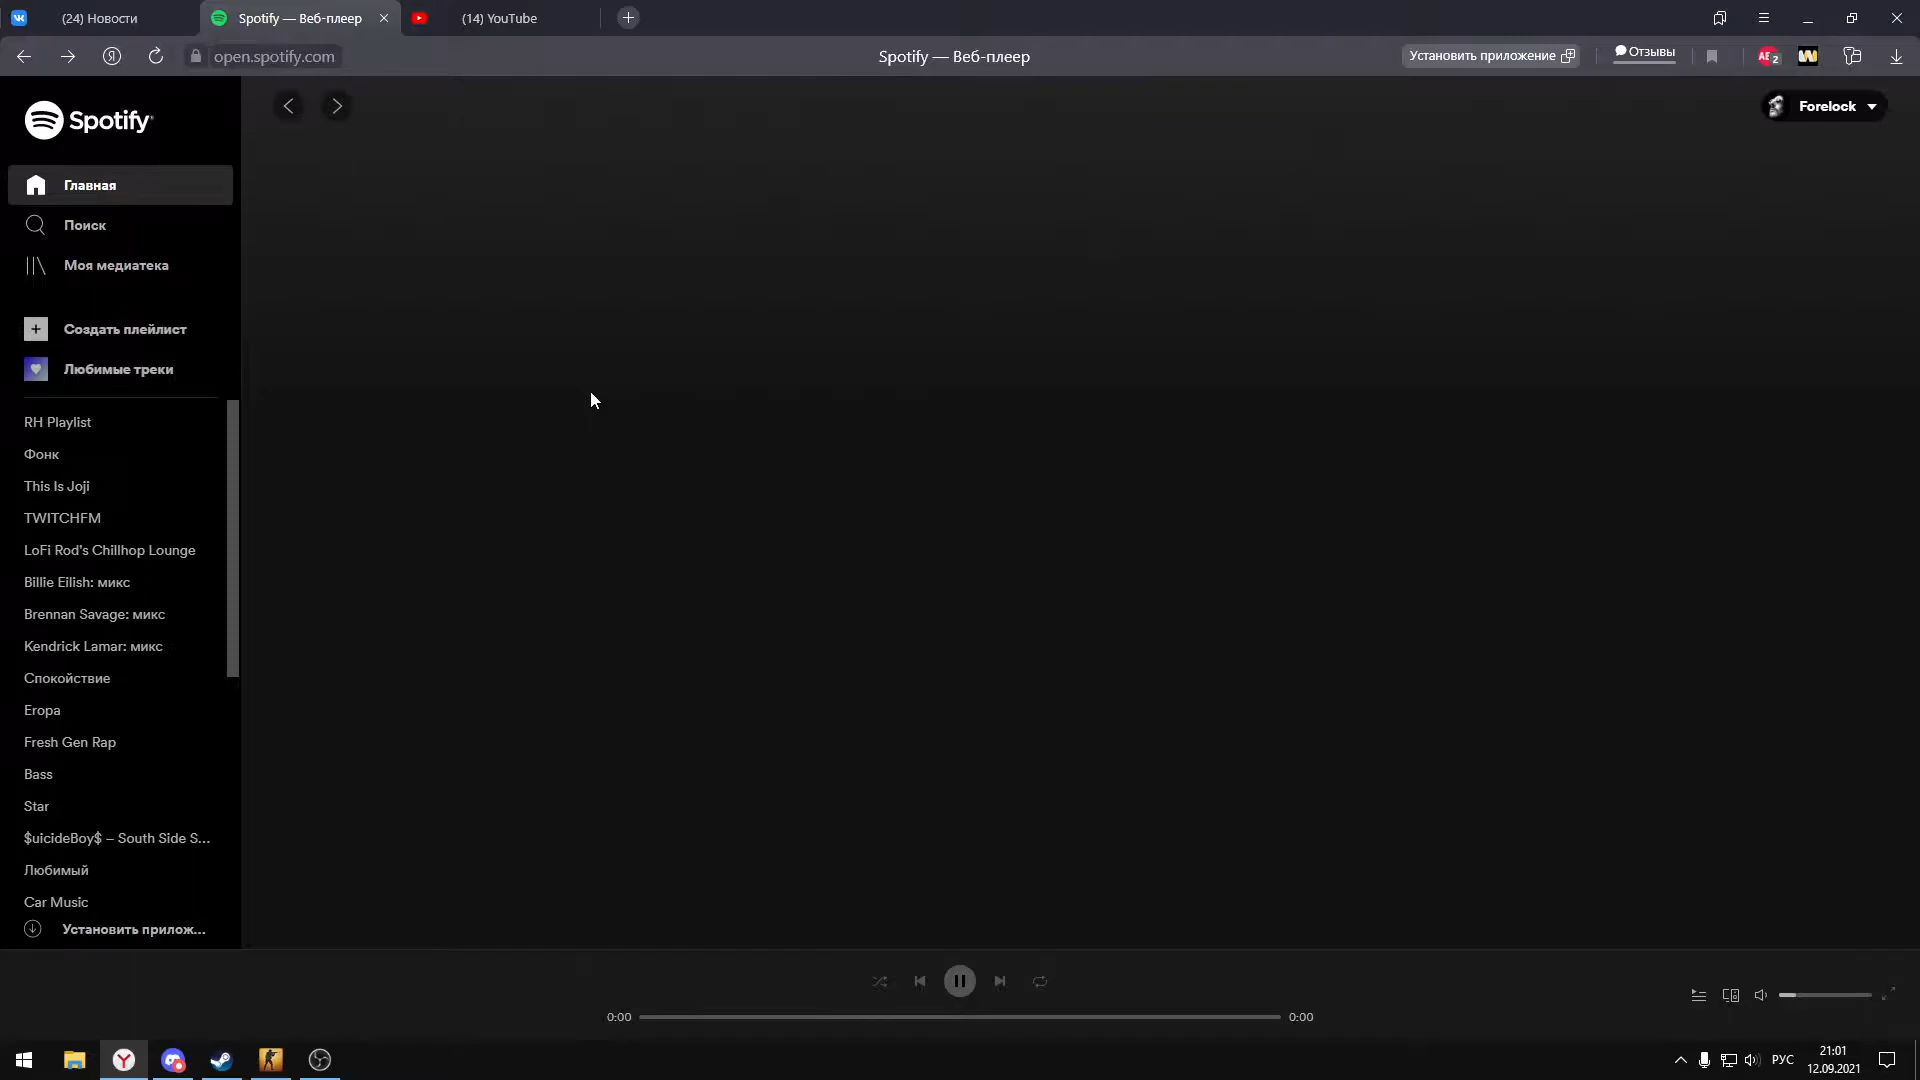 (24) Новости
Spotify — Веб-плеер
(14) YouTube
open.spotify.com
Spotify — Веб-плеер
Установить приложение
Отзывы
2
Spotify
Forelock
Главная
Поиск
Моя медиатека
Создать плейлист
Любимые треки
RH Playlist
Фонк
This Is Joji
TWITCHFM
LoFi Rod's Chillhop Lounge
Billie Eilish: микс
Brennan Savage: микс
Kendrick Lamar: микс
Спокойствие
Егора
Fresh Gen Rap
Bass
Star
$uicideBoy$ – South Side S...
Любимый
Car Music
Установить прилож...
0:00
0:00
РУС
21:01
12.09.2021